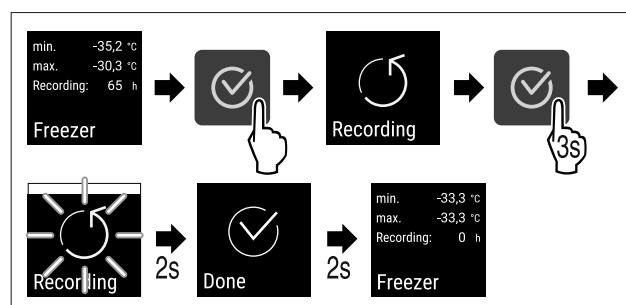 min. -35,2 °C
max. -30,3 °C
Recording: 65 h
Freezer
Recording
3s
Recording
2s
Done
2s
min. -33,3 °C
max. -33,3 °C
Recording: 0 h
Freezer